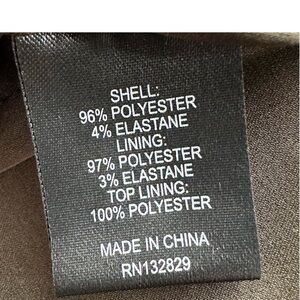 SHELL:
96% POLYESTER
4% ELASTANE
LINING:
97% POLYESTER
3% ELASTANE
TOP LINING:
100% POLYESTER
MADE IN CHINA
RN132829